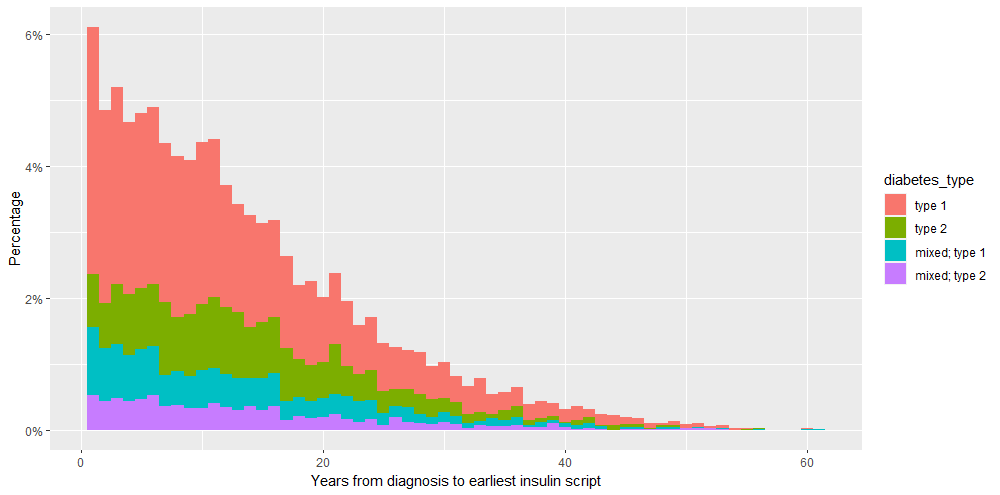 6%
4%
2%
0%
Percentage
0
20
40
60
Years from diagnosis to earliest insulin script
diabetes_type
type 1
type 2
mixed; type 1
mixed; type 2